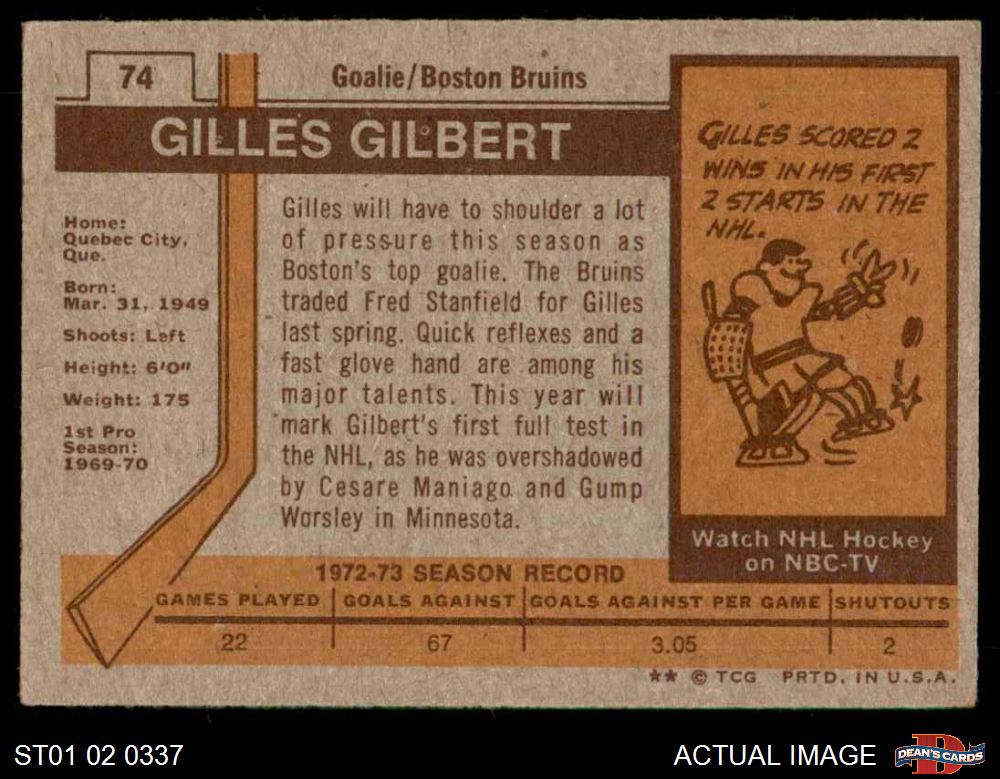 74
Goalie/Boston Bruins
GILLES GILBERT
Home:
Quebec City,
Que.
Born:
Mar. 31, 1949
Shoots: Left
Height: 6'0"
Weight: 175
1st Pro
Season:
1969-70
Gilles will have to shoulder a lot
of pressure this season as
Boston's top goalie. The Bruins
traded Fred Stanfield for Gilles
last spring. Quick reflexes and a
fast glove hand are among his
major talents. This year will
mark Gilbert's first full test in
the NHL, as he was overshadowed
by Cesare Maniago and Gump
Worsley in Minnesota.
GILLES SCORED 2
WINS IN HIS FIRST
2 STARTS IN THE
NHL.
Watch NHL Hockey
on NBC-TV
1972-73 SEASON RECORD
GAMES PLAYED GOALS AGAINST GOALS AGAINST PER GAME SHUTOUTS
22 67 3.05 2
** © TCG PRTD. IN U.S.A.
ST01 02 0337
ACTUAL IMAGE
DEAN'S CARDS